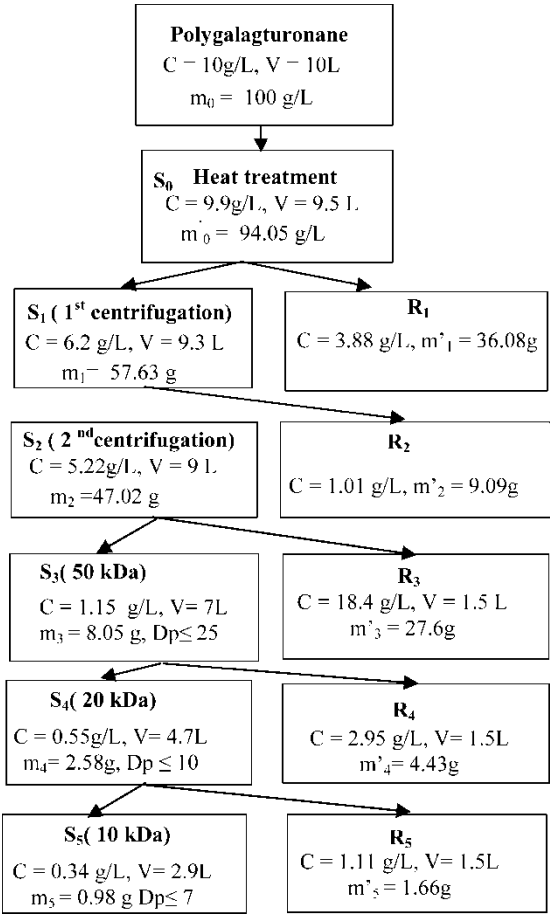 Polygalagturonane
C = 10g/L, V = 10L
m0 = 100 g/L
S0 Heat treatment
C = 9.9g/L, V = 9.5 L
m'0 = 94.05 g/L
S1 ( 1st centrifugation)
C = 6.2 g/L, V = 9.3 L
m1= 57.63 g
R1
C = 3.88 g/L, m'1 = 36.08g
S2 ( 2 nd centrifugation)
C = 5.22g/L, V = 9 L
m2 =47.02 g
R2
C = 1.01 g/L, m'2 = 9.09g
S3( 50 kDa)
C = 1.15 g/L, V= 7L
m3 = 8.05 g, Dp≤ 25
R3
C = 18.4 g/L, V = 1.5 L
m'3 = 27.6g
S4( 20 kDa)
C = 0.55g/L, V= 4.7L
m4= 2.58g, Dp ≤ 10
R4
C = 2.95 g/L, V= 1.5L
m'4= 4.43g
S5( 10 kDa)
C = 0.34 g/L, V= 2.9L
m5 = 0.98 g Dp≤ 7
R5
C = 1.11 g/L, V= 1.5L
m'5 = 1.66g